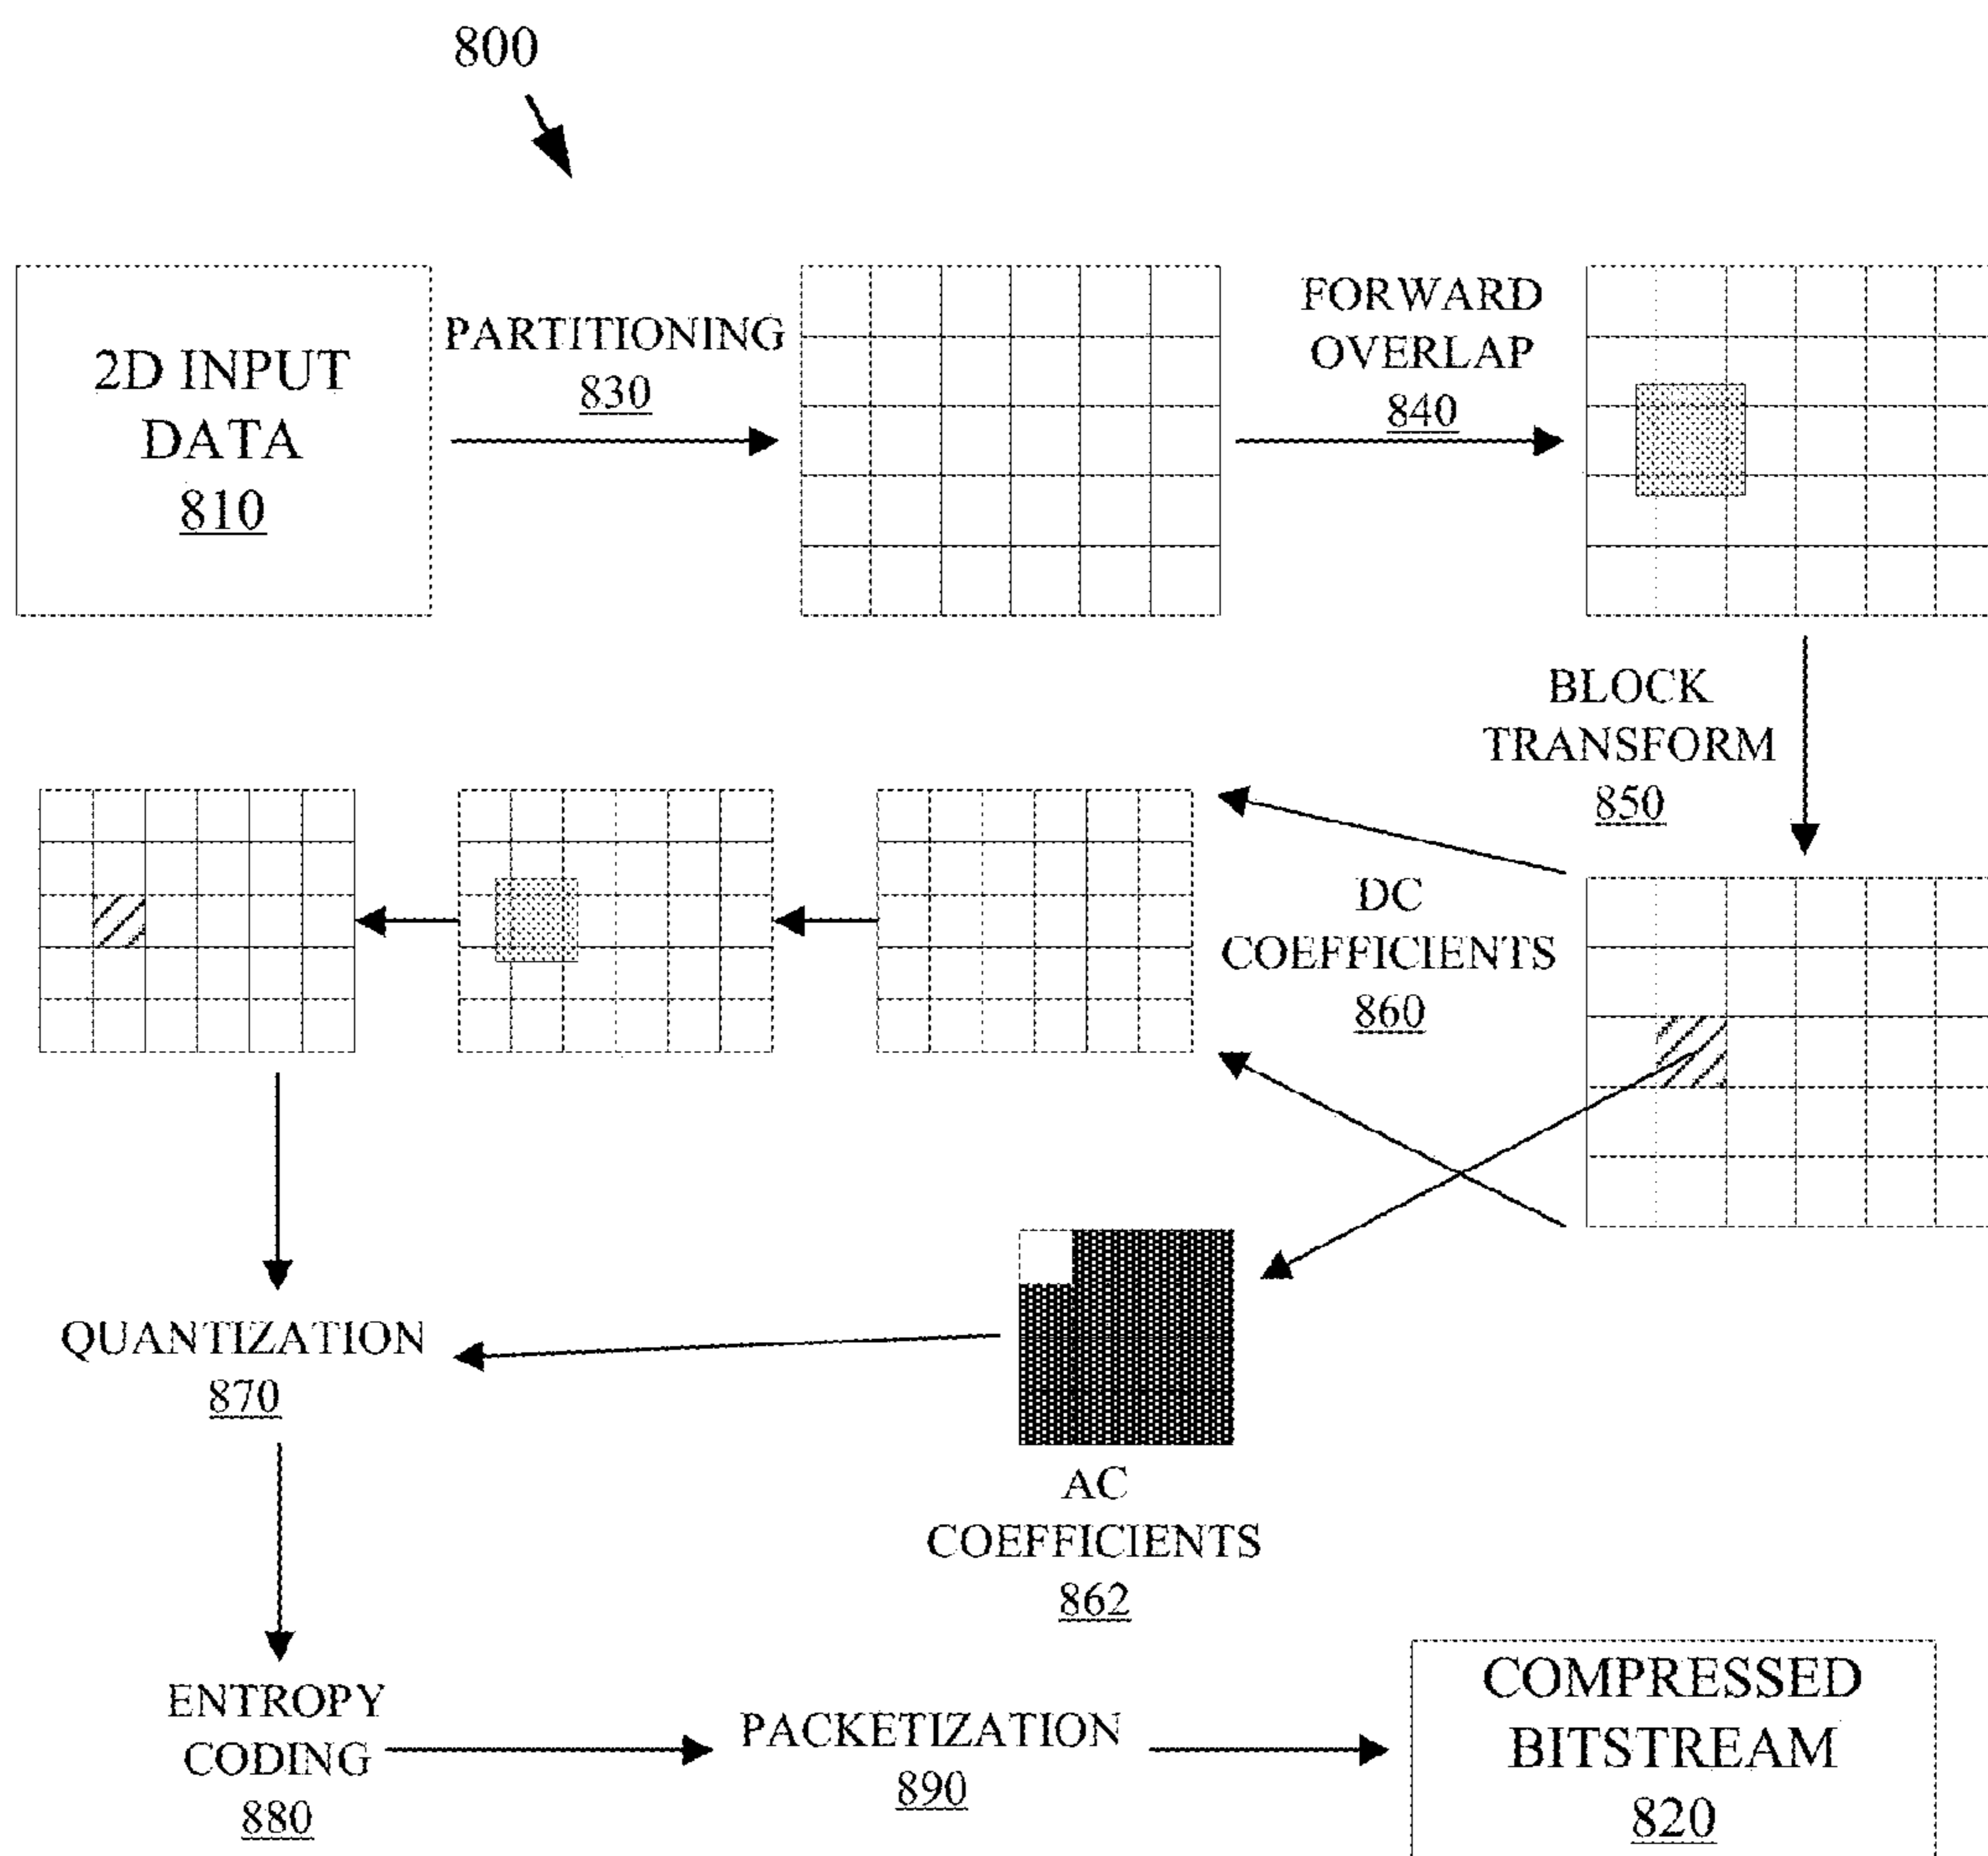 800
2D INPUT
DATA
810
PARTITIONING
830
FORWARD
OVERLAP
840
BLOCK
TRANSFORM
850
DC
COEFFICIENTS
860
QUANTIZATION
870
AC
COEFFICIENTS
862
ENTROPY
CODING
880
PACKETIZATION
890
COMPRESSED
BITSTREAM
820